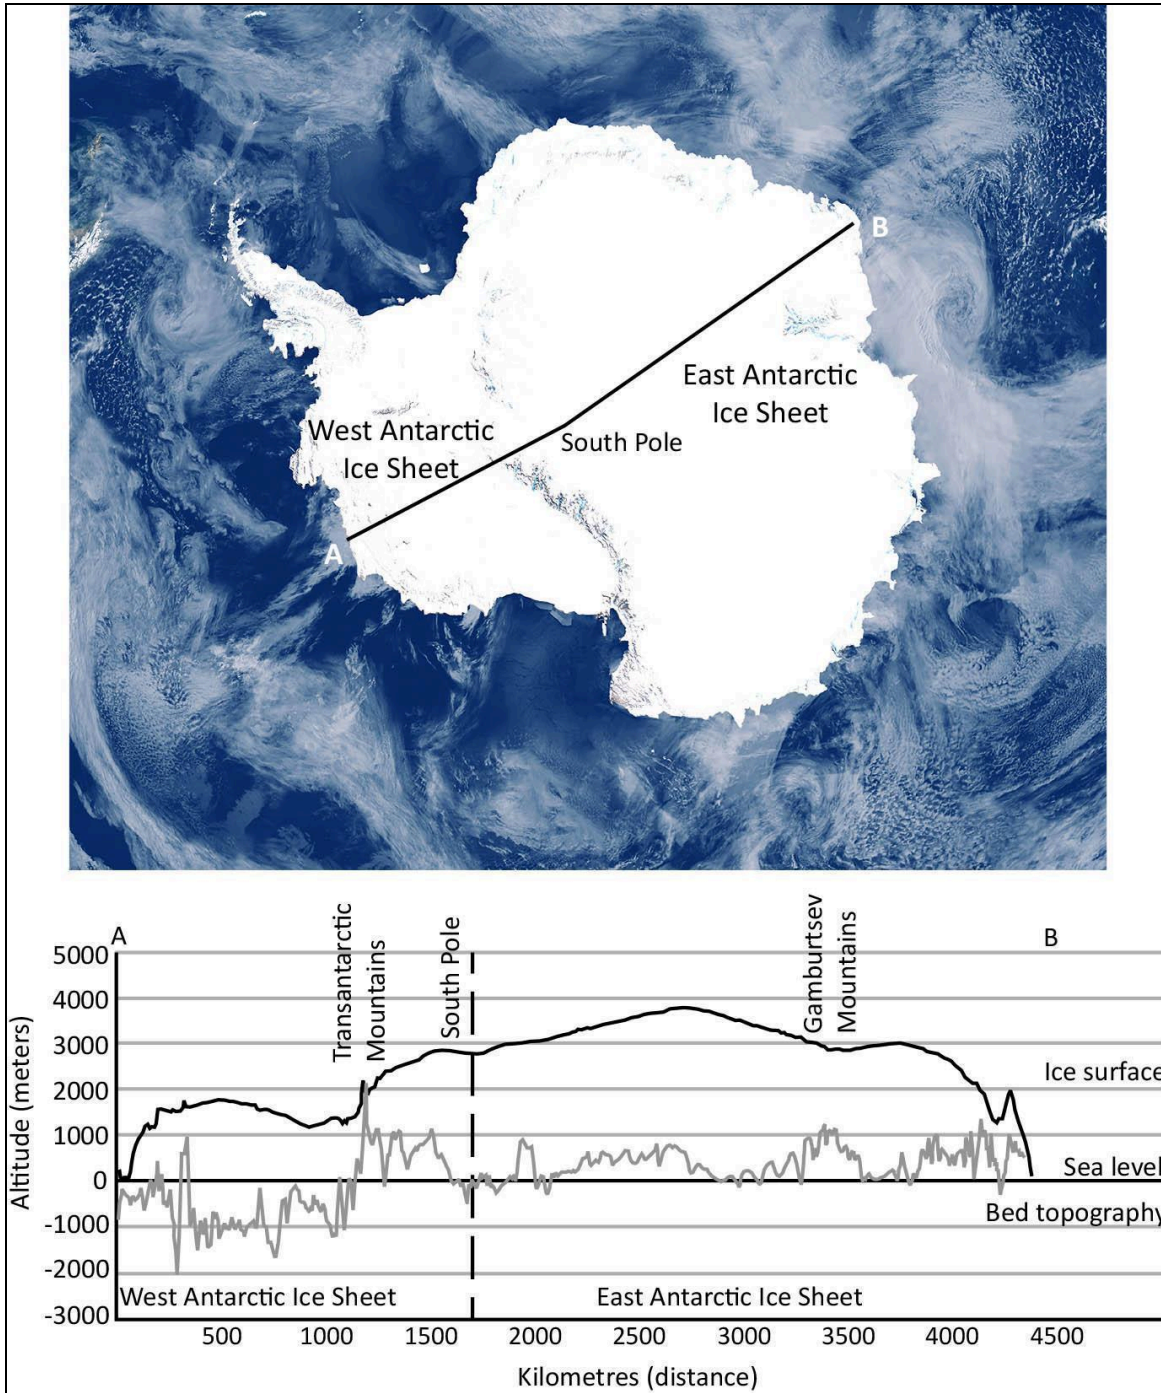 B
East Antarctic
Ice Sheet
West Antarctic
Ice Sheet
South Pole
A
A
Transantarctic
Mountains
South Pole
Gamburtsev
Mountains
B
Altitude (meters)
5000
4000
3000
2000
1000
0
-1000
-2000
-3000
Ice surface
Sea level
Bed topography
West Antarctic Ice Sheet
East Antarctic Ice Sheet
500 1000 1500 2000 2500 3000 3500 4000 4500
Kilometres (distance)